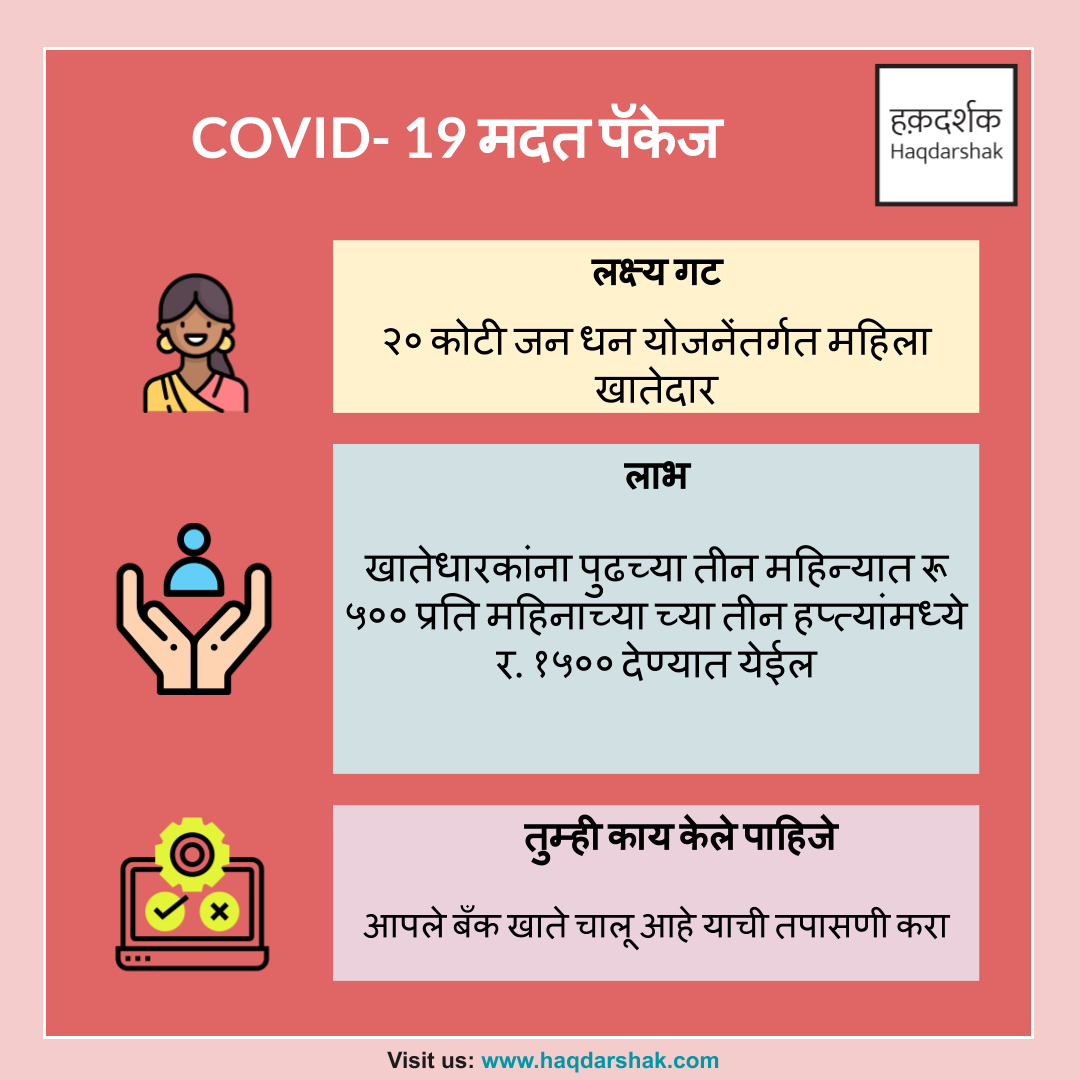 COVID- 19 मदत पॅकेज
हक़दर्शक
Haqdarshak
लक्ष्य गट
२० कोटी जन धन योजनेंतर्गत महिला
खातेदार
लाभ
खातेधारकांना पुढच्या तीन महिन्यात रू
५०० प्रति महिनाच्या च्या तीन हप्त्यांमध्ये
र. १५०० देण्यात येईल
तुम्ही काय केले पाहिजे
आपले बँक खाते चालू आहे याची तपासणी करा
Visit us: www.haqdarshak.com